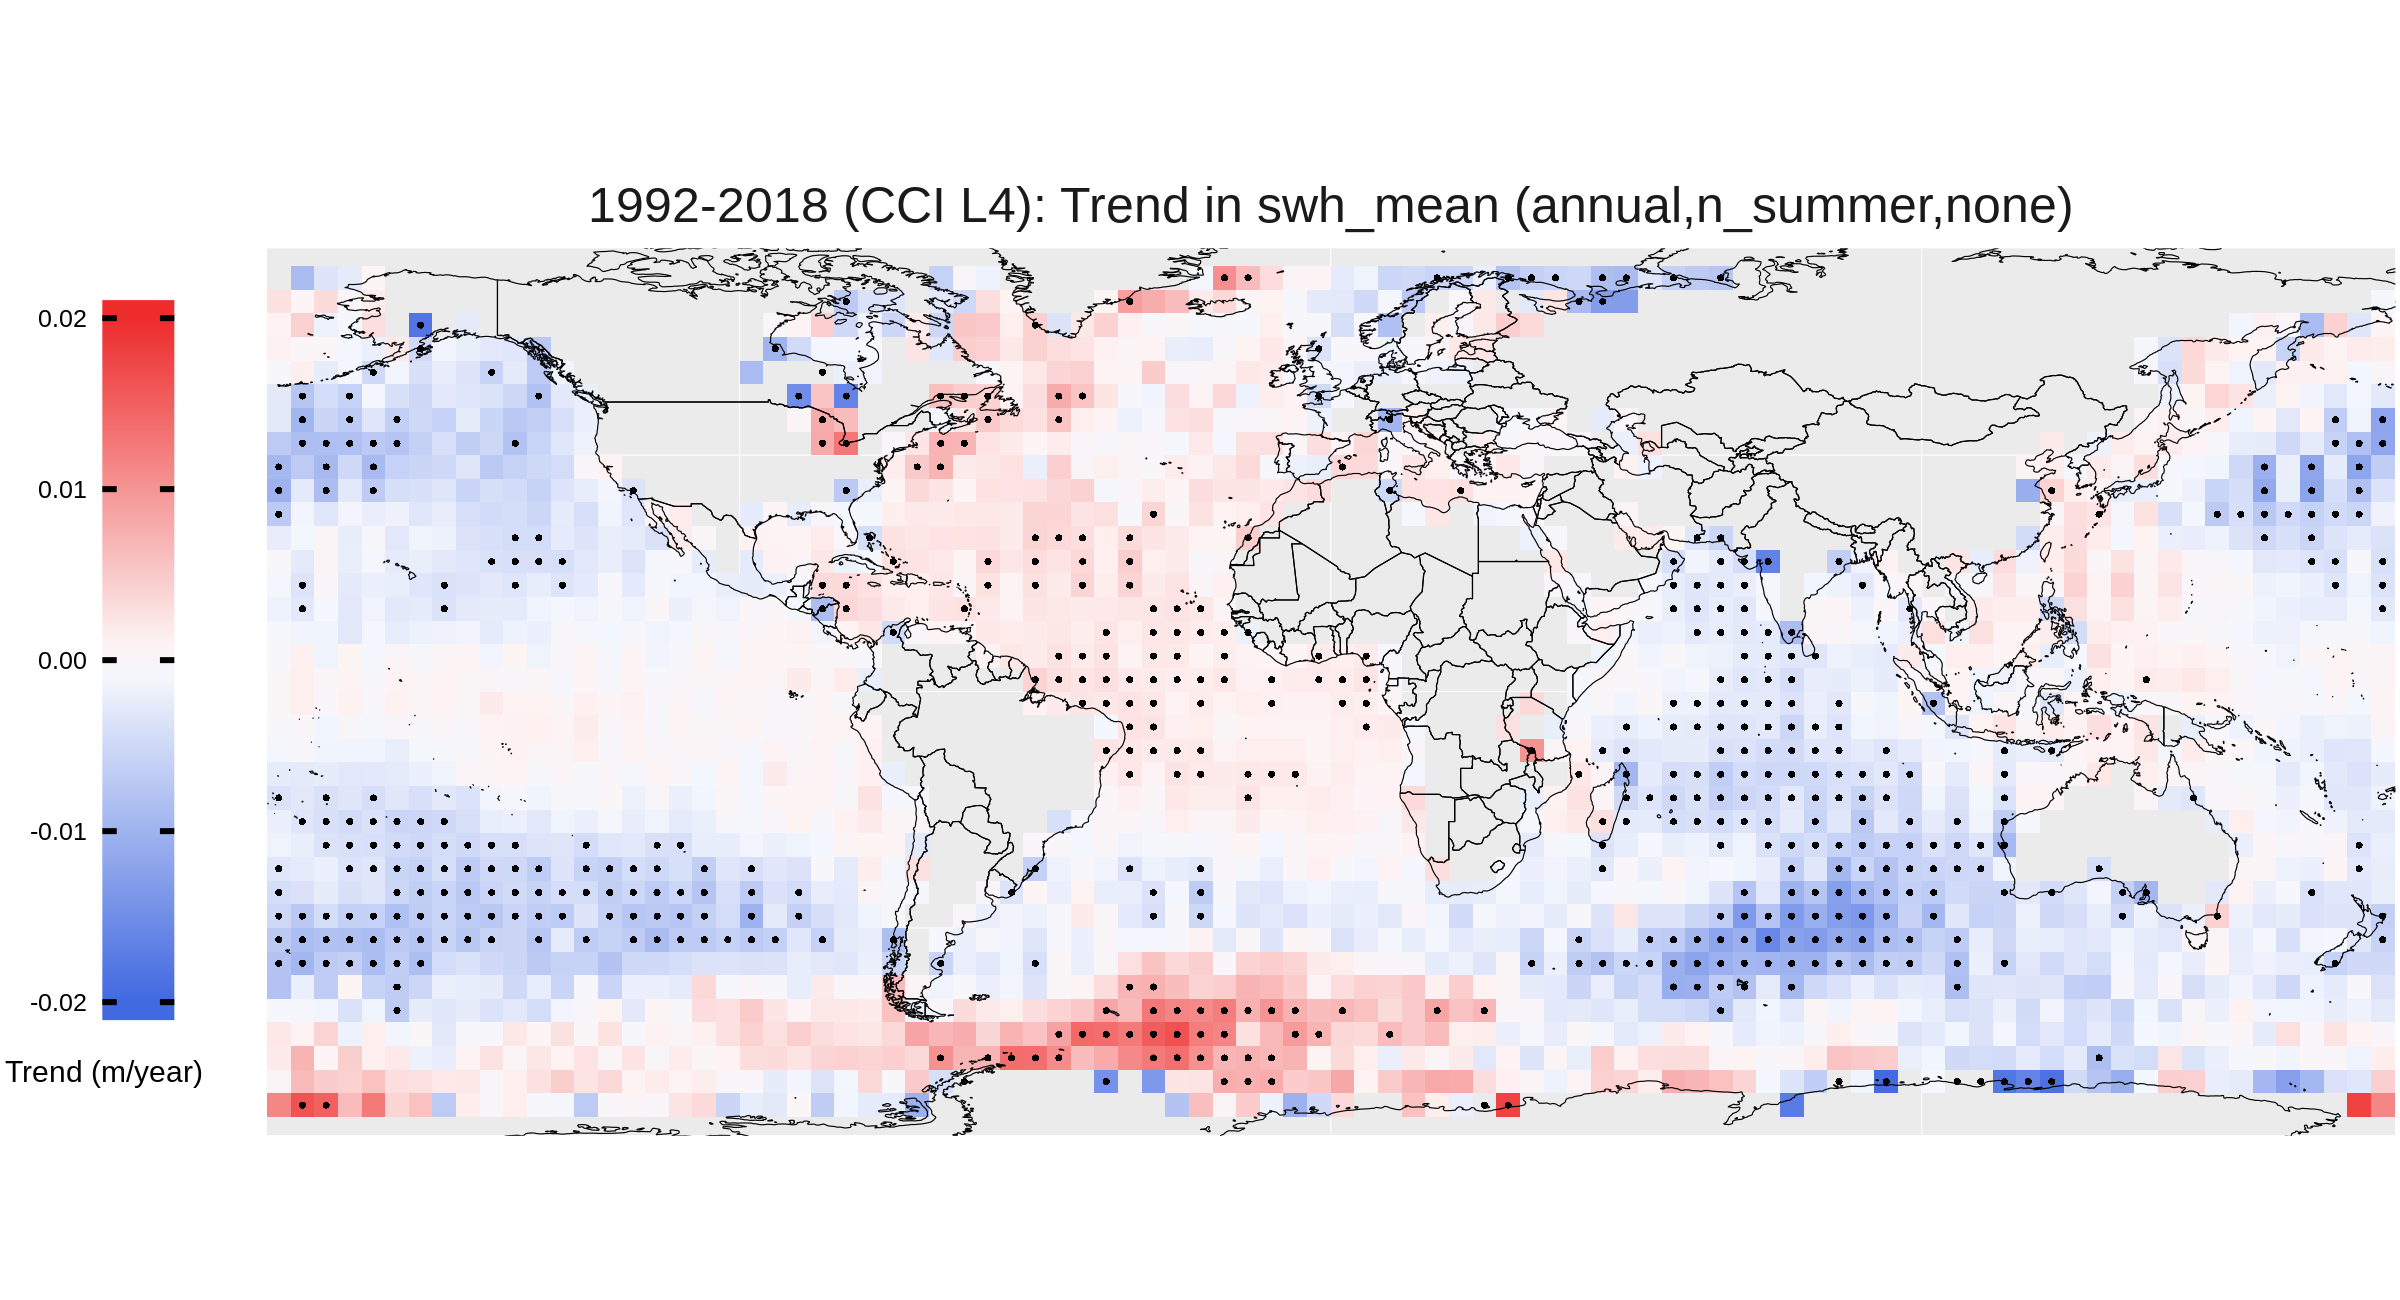 1992-2018 (CCI L4): Trend in swh_mean (annual,n_summer,none)
0.02
0.01
0.00
-0.01
-0.02
Trend (m/year)